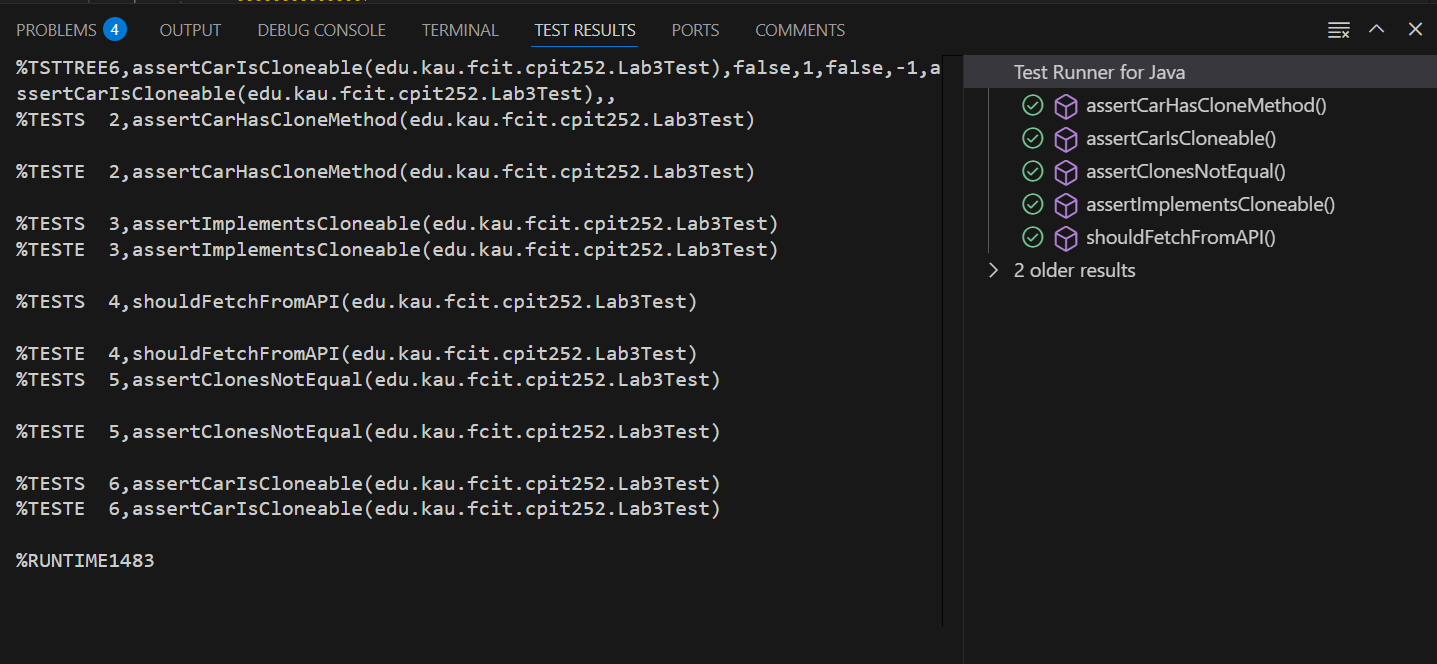 PROBLEMS 4 OUTPUT DEBUG CONSOLE TERMINAL TEST RESULTS PORTS COMMENTS
%TSTTREE6,assertCarIsCloneable(edu.kau.fcit.cpit252.Lab3Test),false,1,false,-1,a
ssertCarIsCloneable(edu.kau.fcit.cpit252.Lab3Test),,
%TESTS  2,assertCarHasCloneMethod(edu.kau.fcit.cpit252.Lab3Test)
%TESTE  2,assertCarHasCloneMethod(edu.kau.fcit.cpit252.Lab3Test)
%TESTS  3,assertImplementsCloneable(edu.kau.fcit.cpit252.Lab3Test)
%TESTE  3,assertImplementsCloneable(edu.kau.fcit.cpit252.Lab3Test)
%TESTS  4,shouldFetchFromAPI(edu.kau.fcit.cpit252.Lab3Test)
%TESTE  4,shouldFetchFromAPI(edu.kau.fcit.cpit252.Lab3Test)
%TESTS  5,assertClonesNotEqual(edu.kau.fcit.cpit252.Lab3Test)
%TESTE  5,assertClonesNotEqual(edu.kau.fcit.cpit252.Lab3Test)
%TESTS  6,assertCarIsCloneable(edu.kau.fcit.cpit252.Lab3Test)
%TESTE  6,assertCarIsCloneable(edu.kau.fcit.cpit252.Lab3Test)
%RUNTIME1483
Test Runner for Java
assertCarHasCloneMethod()
assertCarIsCloneable()
assertClonesNotEqual()
assertImplementsCloneable()
shouldFetchFromAPI()
2 older results